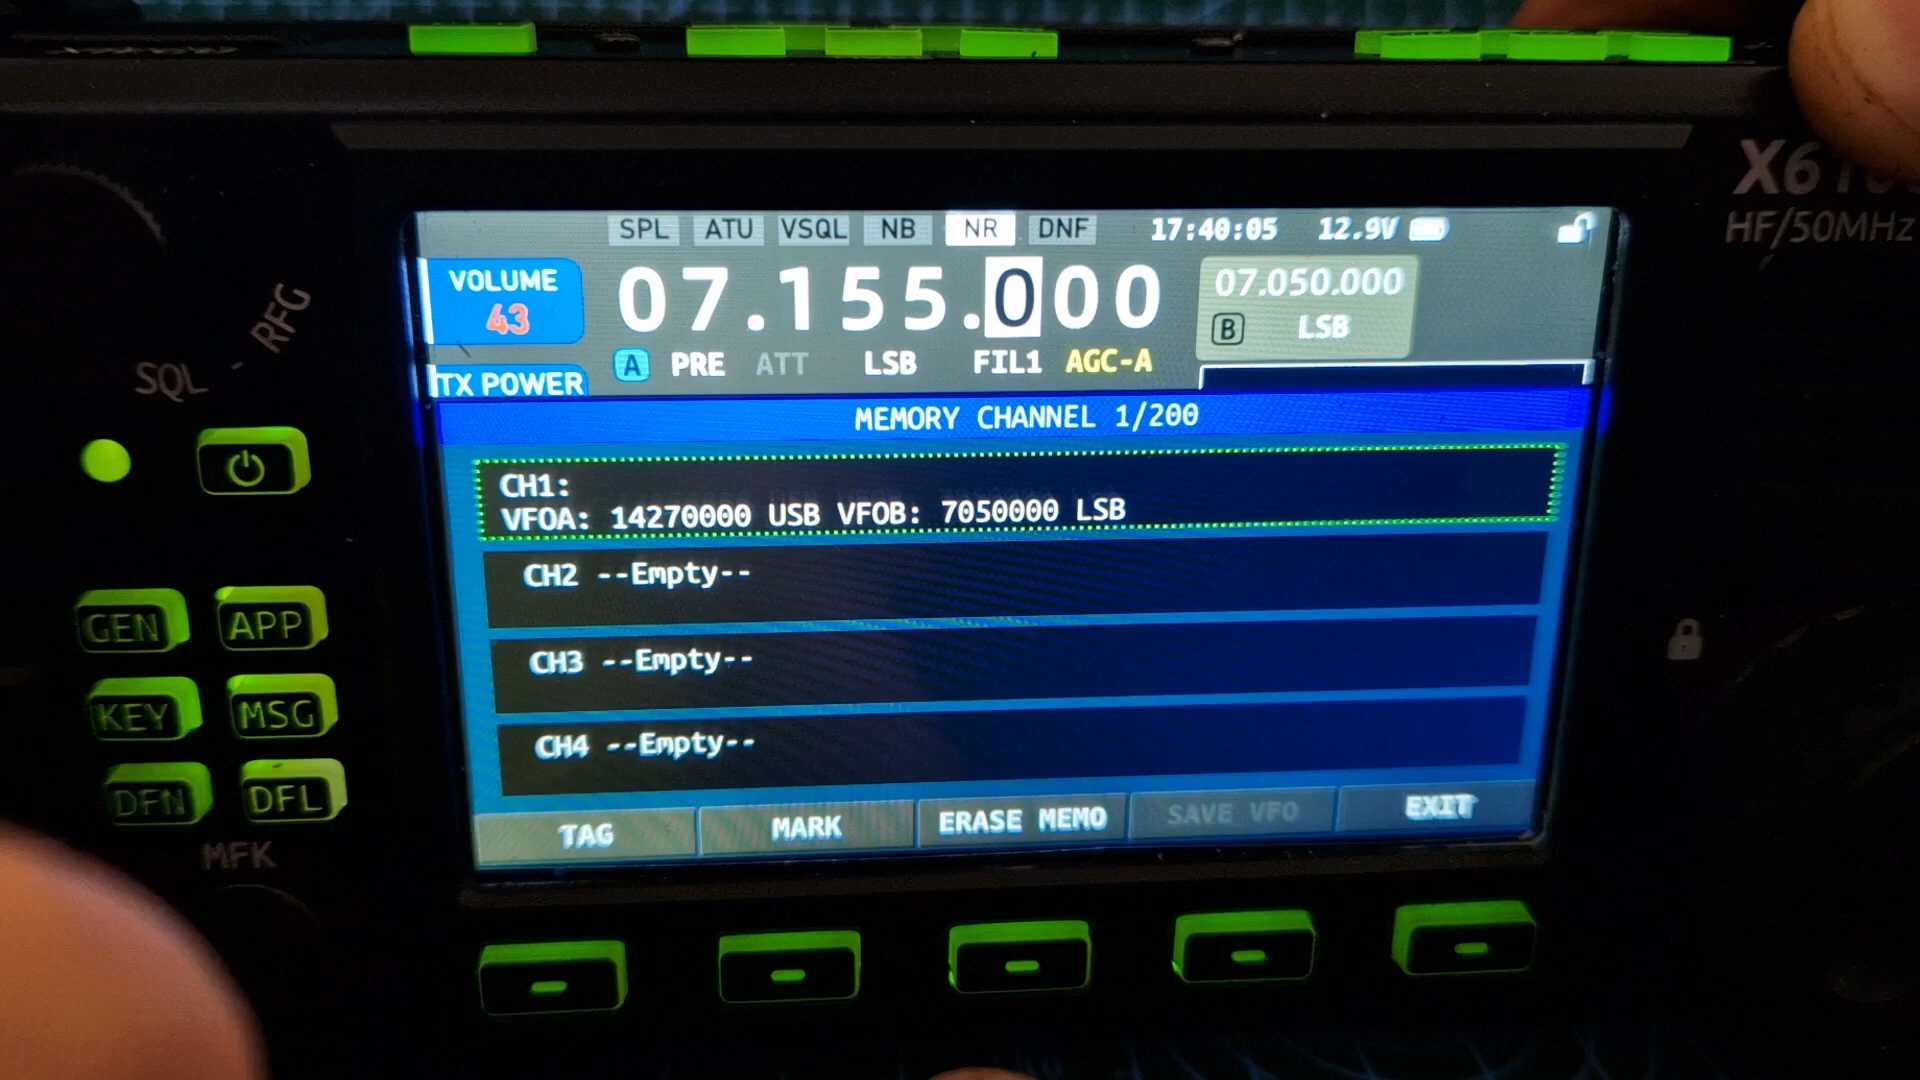 SPL ATU VSQL NB NR DNF 17:40:05 12.9V
VOLUME
43
07.155.000
07.050.000
B LSB
A PRE ATT LSB FIL1 AGC-A
TX POWER
MEMORY CHANNEL 1/200
CH1:
VFOA: 14270000 USB VFOB: 7050000 LSB
CH2 --Empty--
CH3 --Empty--
CH4 --Empty--
TAG MARK ERASE MEMO SAVE VFO EXIT
HF/50MHz
SQL - RFG
GEN APP
KEY MSG
DFN DFL
MFK